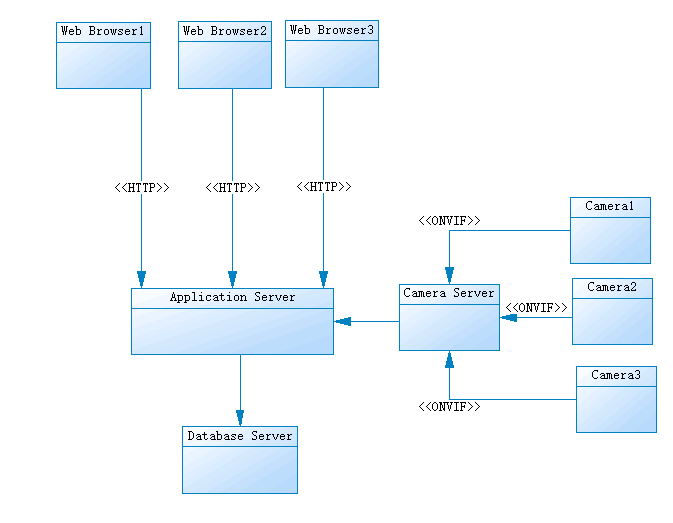 Web Browser1
Web Browser2
Web Browser3
<<HTTP>>
<<HTTP>>
<<HTTP>>
Camera1
<<ONVIF>>
Application Server
Camera Server
Camera2
<<ONVIF>>
Camera3
<<ONVIF>>
Database Server